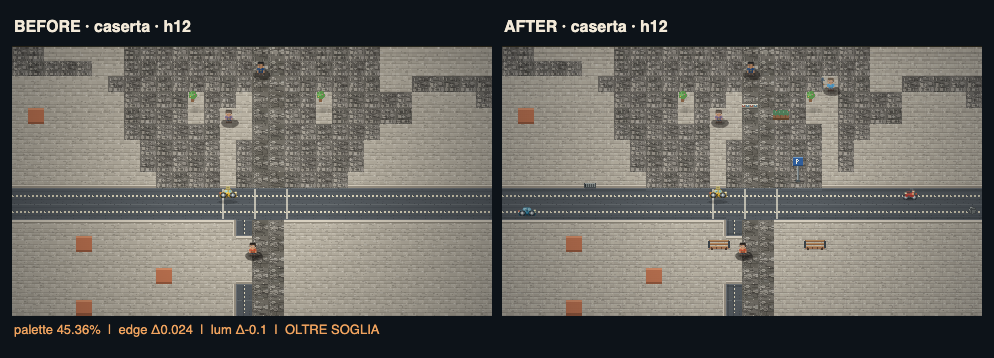 BEFORE · caserta · h12
AFTER · caserta · h12
P
palette 45.36% | edge Δ0.024 | lum Δ-0.1 | OLTRE SOGLIA